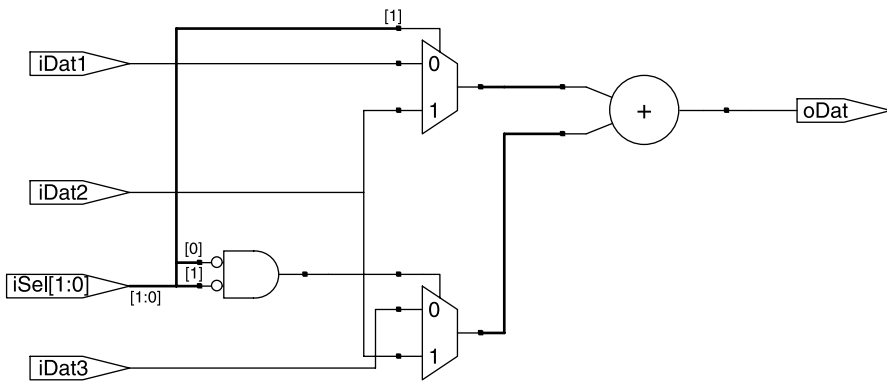 [1]
iDat1
0
1
+
oDat
iDat2
[0]
[1]
iSel[1:0]
[1:0]
0
1
iDat3